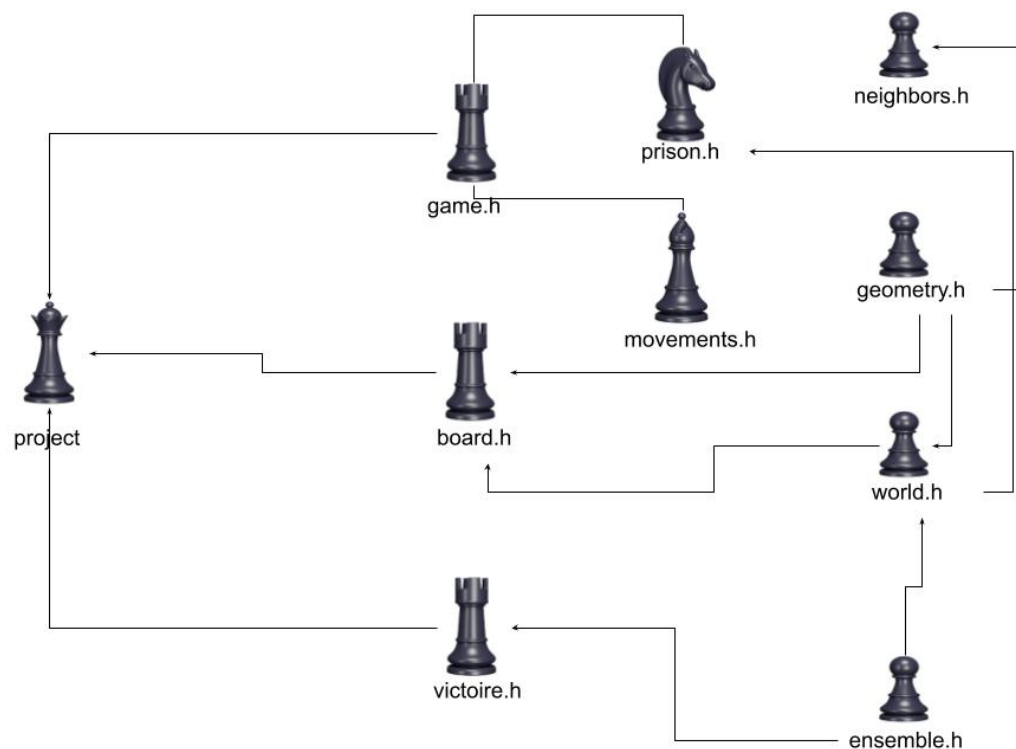 neighbors.h
prison.h
game.h
geometry.h
movements.h
project
board.h
world.h
victoire.h
ensemble.h